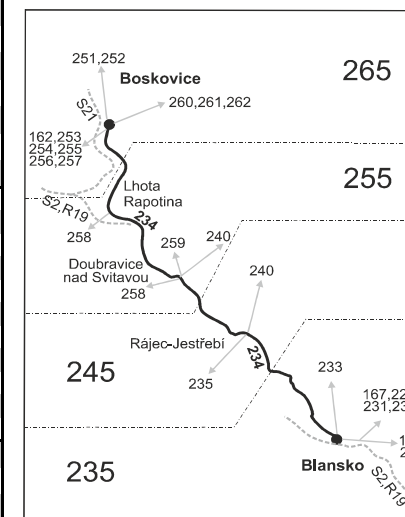 251,252
Boskovice
265
260,261,262
S21
162,253
254,255
256,257
255
Lhota
Rapotina
S2,R19
234
258
259
240
Doubravice
nad Svitavou
258
240
Rájec-Jestřebí
234
245
235
233
167,22
231,23
1
2
235
Blansko
S2,R19